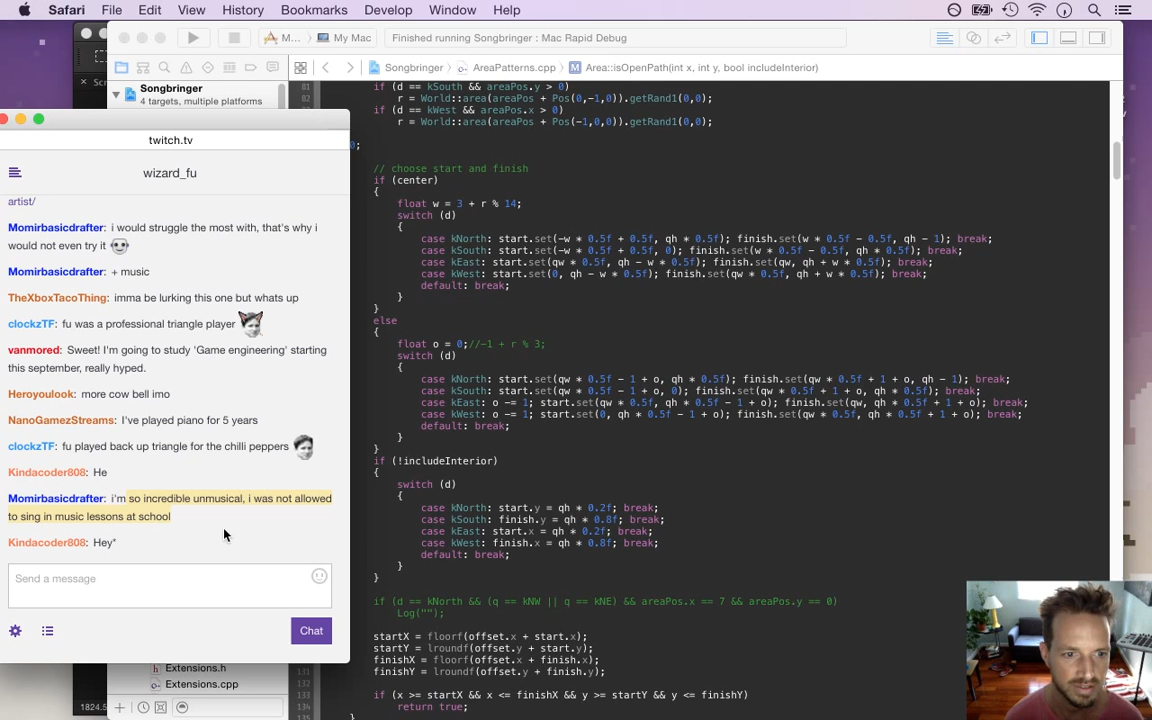 Safari File Edit View History Bookmarks Develop Window Help
M... My Mac Finished running Songbringer : Mac Rapid Debug
Songbringer AreaPatterns.cpp M Area::isOpenPath(int x, int y, bool includeInterior)
Songbringer
4 targets, multiple platforms
twitch.tv
wizard_fu
artist/
Momirbasicdrafter: i would struggle the most with, that's why i
would not even try it
Momirbasicdrafter: + music
TheXboxTacoThing: imma be lurking this one but whats up
clockzTF: fu was a professional triangle player
vanmored: Sweet! I'm going to study 'Game engineering' starting
this september, really hyped.
Heroyoulook: more cow bell imo
NanoGamezStreams: I've played piano for 5 years
clockzTF: fu played back up triangle for the chilli peppers
Kindacoder808: He
Momirbasicdrafter: i'm so incredible unmusical, i was not allowed
to sing in music lessons at school
Kindacoder808: Hey*
Send a message
Chat
Extensions.h
Extensions.cpp
1824.5
81 if (d == kSouth && areaPos.y > 0)
82 r = World::area(areaPos + Pos(0,-1,0)).getRand1(0,0);
if (d == kWest && areaPos.x > 0)
r = World::area(areaPos + Pos(-1,0,0)).getRand1(0,0);
0;
// choose start and finish
if (center)
{
float w = 3 + r % 14;
switch (d)
{
case kNorth: start.set(-w * 0.5f + 0.5f, qh * 0.5f); finish.set(w * 0.5f - 0.5f, qh - 1); break;
case kSouth: start.set(-w * 0.5f + 0.5f, 0); finish.set(w * 0.5f - 0.5f, qh * 0.5f); break;
case kEast: start.set(qw * 0.5f, qh - w * 0.5f); finish.set(qw, qh + w * 0.5f); break;
case kWest: start.set(0, qh - w * 0.5f); finish.set(qw * 0.5f, qh + w * 0.5f); break;
default: break;
}
}
else
{
float o = 0;//-1 + r % 3;
switch (d)
{
case kNorth: start.set(qw * 0.5f - 1 + o, qh * 0.5f); finish.set(qw * 0.5f + 1 + o, qh - 1); break;
case kSouth: start.set(qw * 0.5f - 1 + o, 0); finish.set(qw * 0.5f + 1 + o, qh * 0.5f); break;
case kEast: o -= 1; start.set(qw * 0.5f, qh * 0.5f - 1 + o); finish.set(qw, qh * 0.5f + 1 + o); break;
case kWest: o -= 1; start.set(0, qh * 0.5f - 1 + o); finish.set(qw * 0.5f, qh * 0.5f + 1 + o); break;
default: break;
}
}
if (!includeInterior)
{
switch (d)
{
case kNorth: start.y = qh * 0.2f; break;
case kSouth: finish.y = qh * 0.8f; break;
case kEast: start.x = qh * 0.2f; break;
case kWest: finish.x = qh * 0.8f; break;
default: break;
}
}
if (d == kNorth && (q == kNW || q == kNE) && areaPos.x == 7 && areaPos.y == 0)
Log("");
startX = floorf(offset.x + start.x);
startY = lroundf(offset.y + start.y);
finishX = floorf(offset.x + finish.x);
131 finishY = lroundf(offset.y + finish.y);
132
133 if (x >= startX && x <= finishX && y >= startY && y <= finishY)
134 return true;
135 }